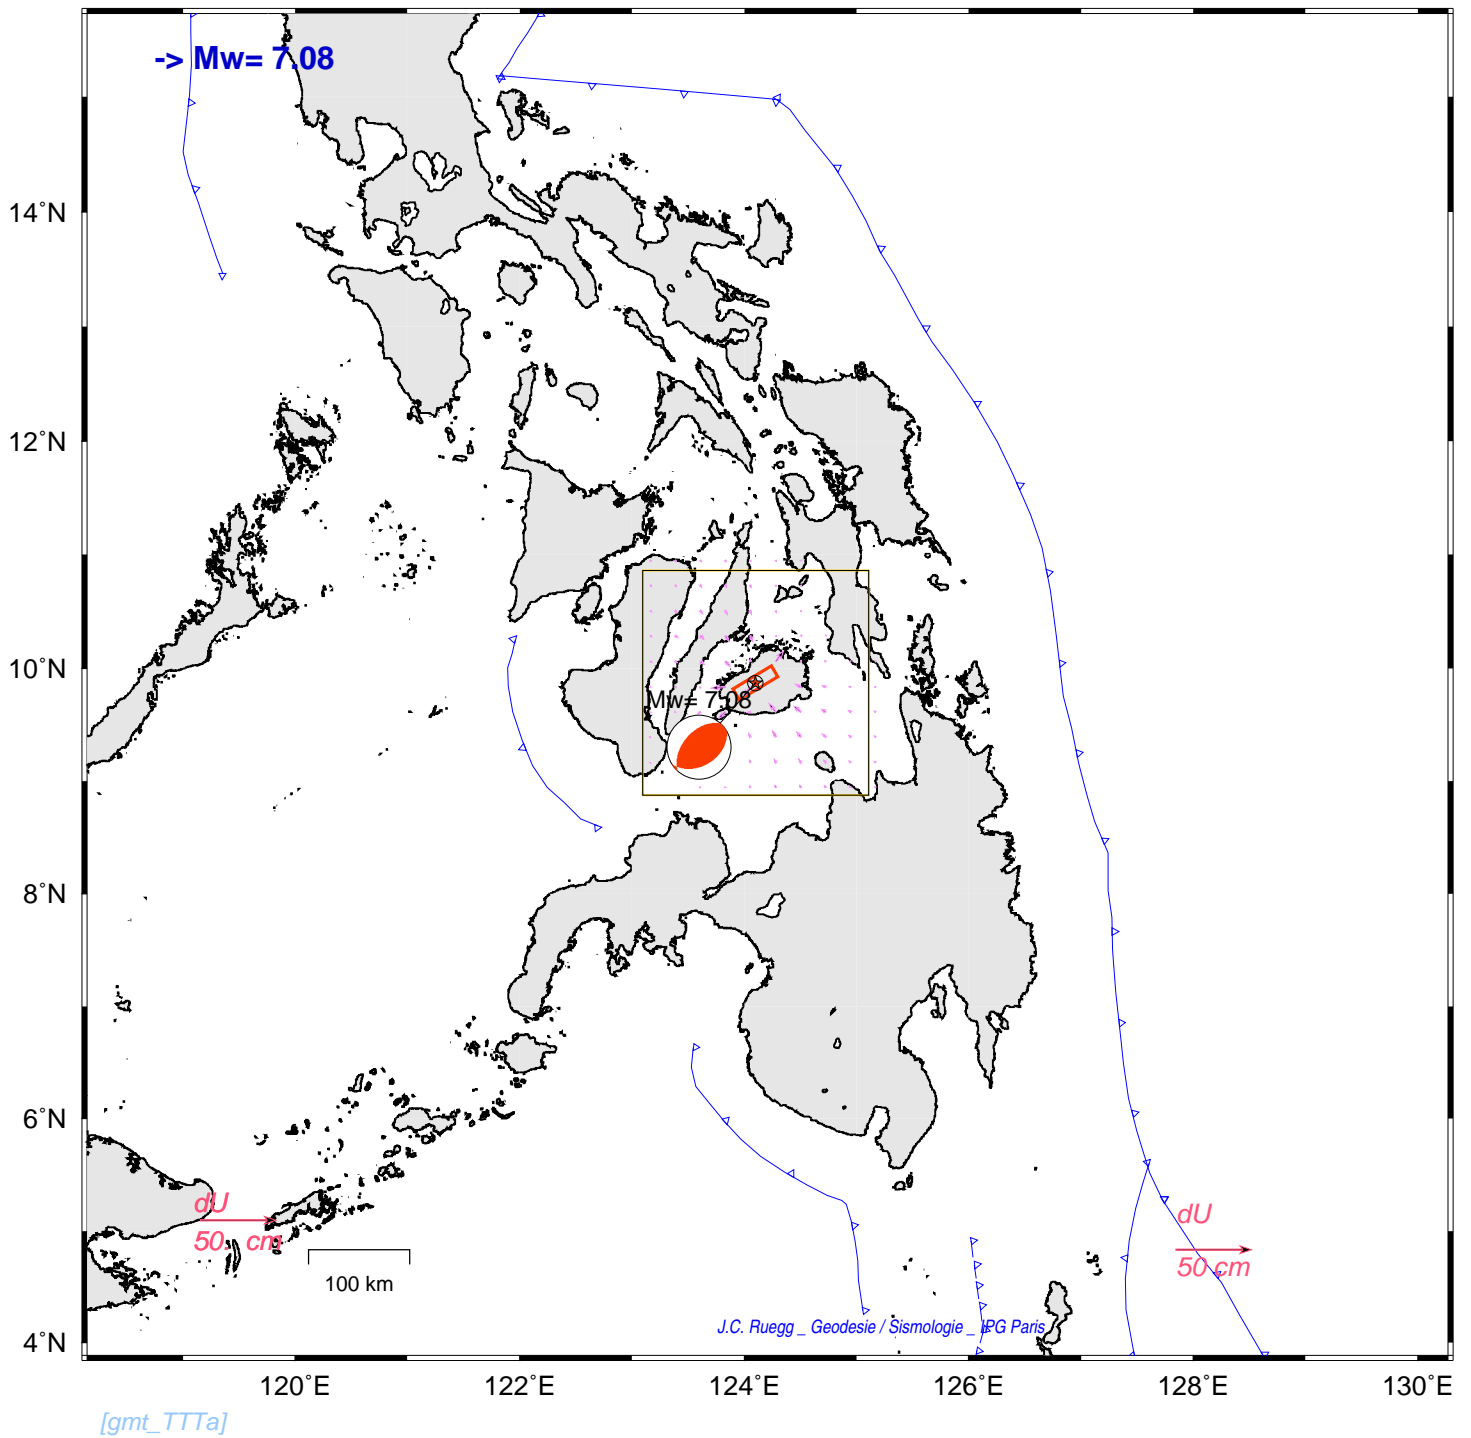 -> Mw= 7.08
14°N
12°N
10°N
Mw= 7.08
8°N
6°N
dU
50 cm
100 km
dU
50 cm
J.C. Ruegg _ Geodesie / Sismologie _ IPG Paris
4°N
120°E
122°E
124°E
126°E
128°E
130°E
[gmt_TTTa]